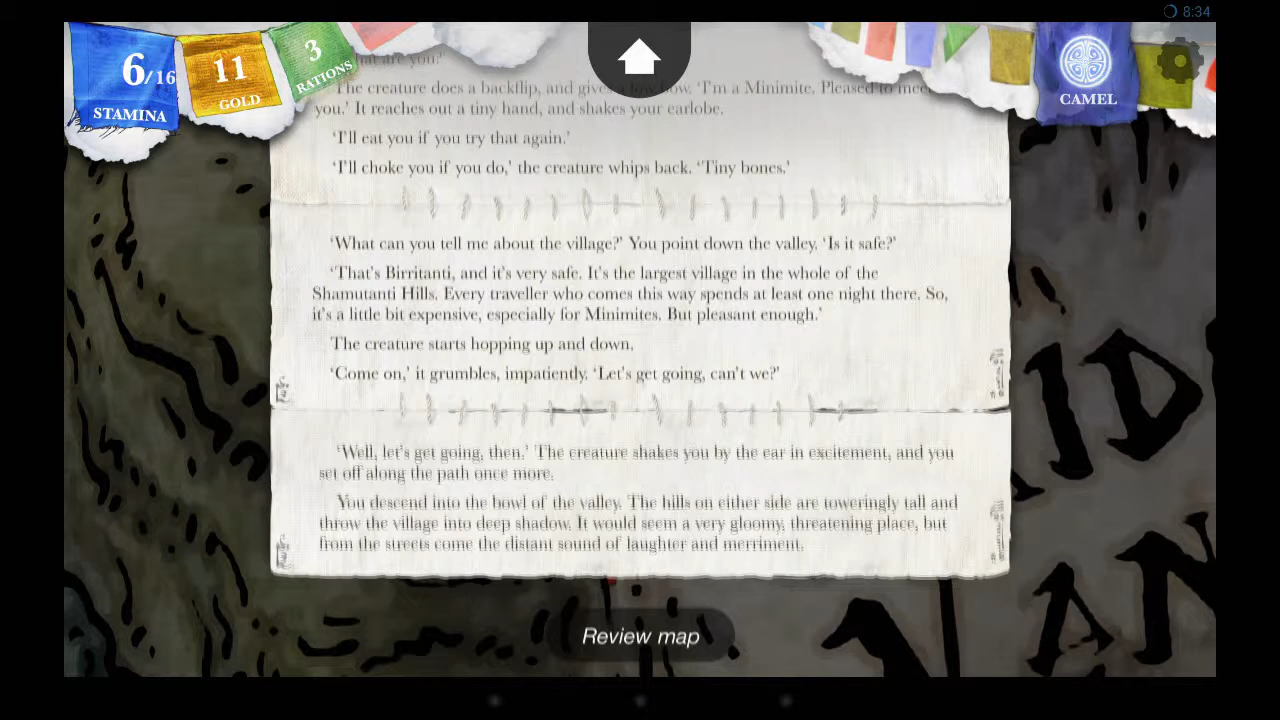 8:34
6/16
STAMINA
11
GOLD
3
RATIONS
CAMEL
are you?'
The creature does a backflip, and gives a low bow. 'I'm a Minimite. Pleased to meet
you.' It reaches out a tiny hand, and shakes your earlobe.
'I'll eat you if you try that again.'
'I'll choke you if you do,' the creature whips back. 'Tiny bones.'
'What can you tell me about the village?' You point down the valley. 'Is it safe?'
'That's Birritanti, and it's very safe. It's the largest village in the whole of the
Shamutanti Hills. Every traveller who comes this way spends at least one night there. So,
it's a little bit expensive, especially for Minimites. But pleasant enough.'
The creature starts hopping up and down.
'Come on,' it grumbles, impatiently. 'Let's get going, can't we?'
'Well, let's get going, then.' The creature shakes you by the ear in excitement, and you
set off along the path once more.
You descend into the bowl of the valley. The hills on either side are toweringly tall and
throw the village into deep shadow. It would seem a very gloomy, threatening place, but
from the streets come the distant sound of laughter and merriment.
Review map